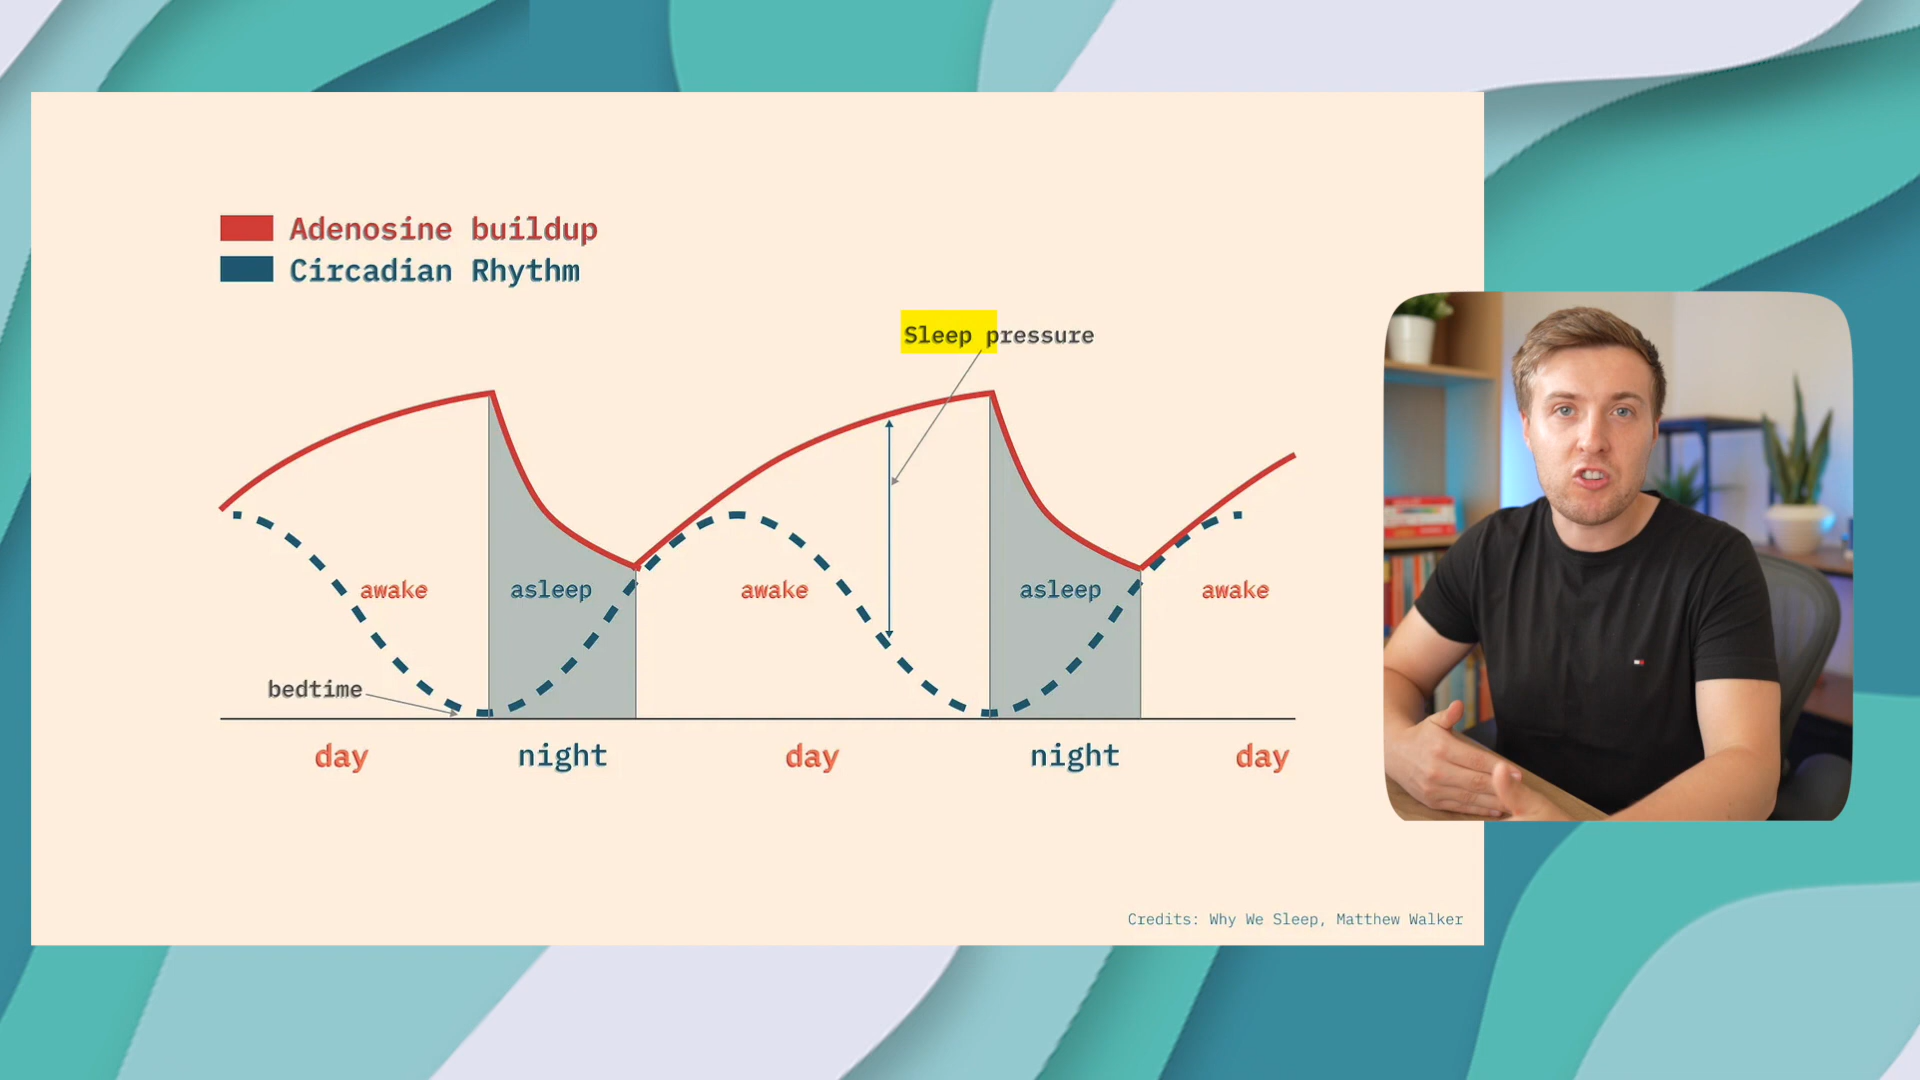 Adenosine buildup
Circadian Rhythm
Sleep pressure
awake
asleep
awake
asleep
awake
bedtime
day
night
day
night
day
Credits: Why We Sleep, Matthew Walker